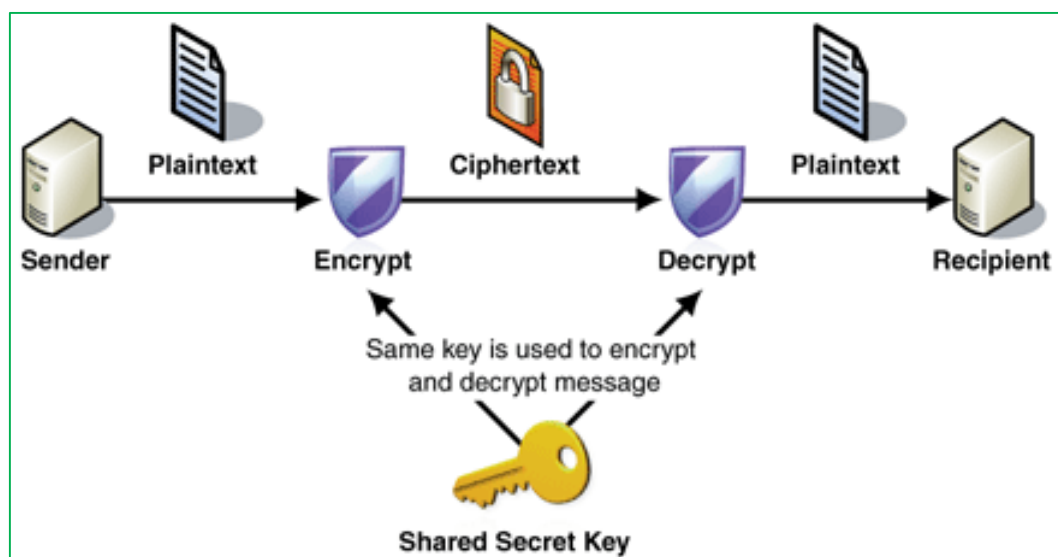 Plaintext
Ciphertext
Plaintext
Sender
Encrypt
Decrypt
Recipient
Same key is used to encrypt
and decrypt message
Shared Secret Key